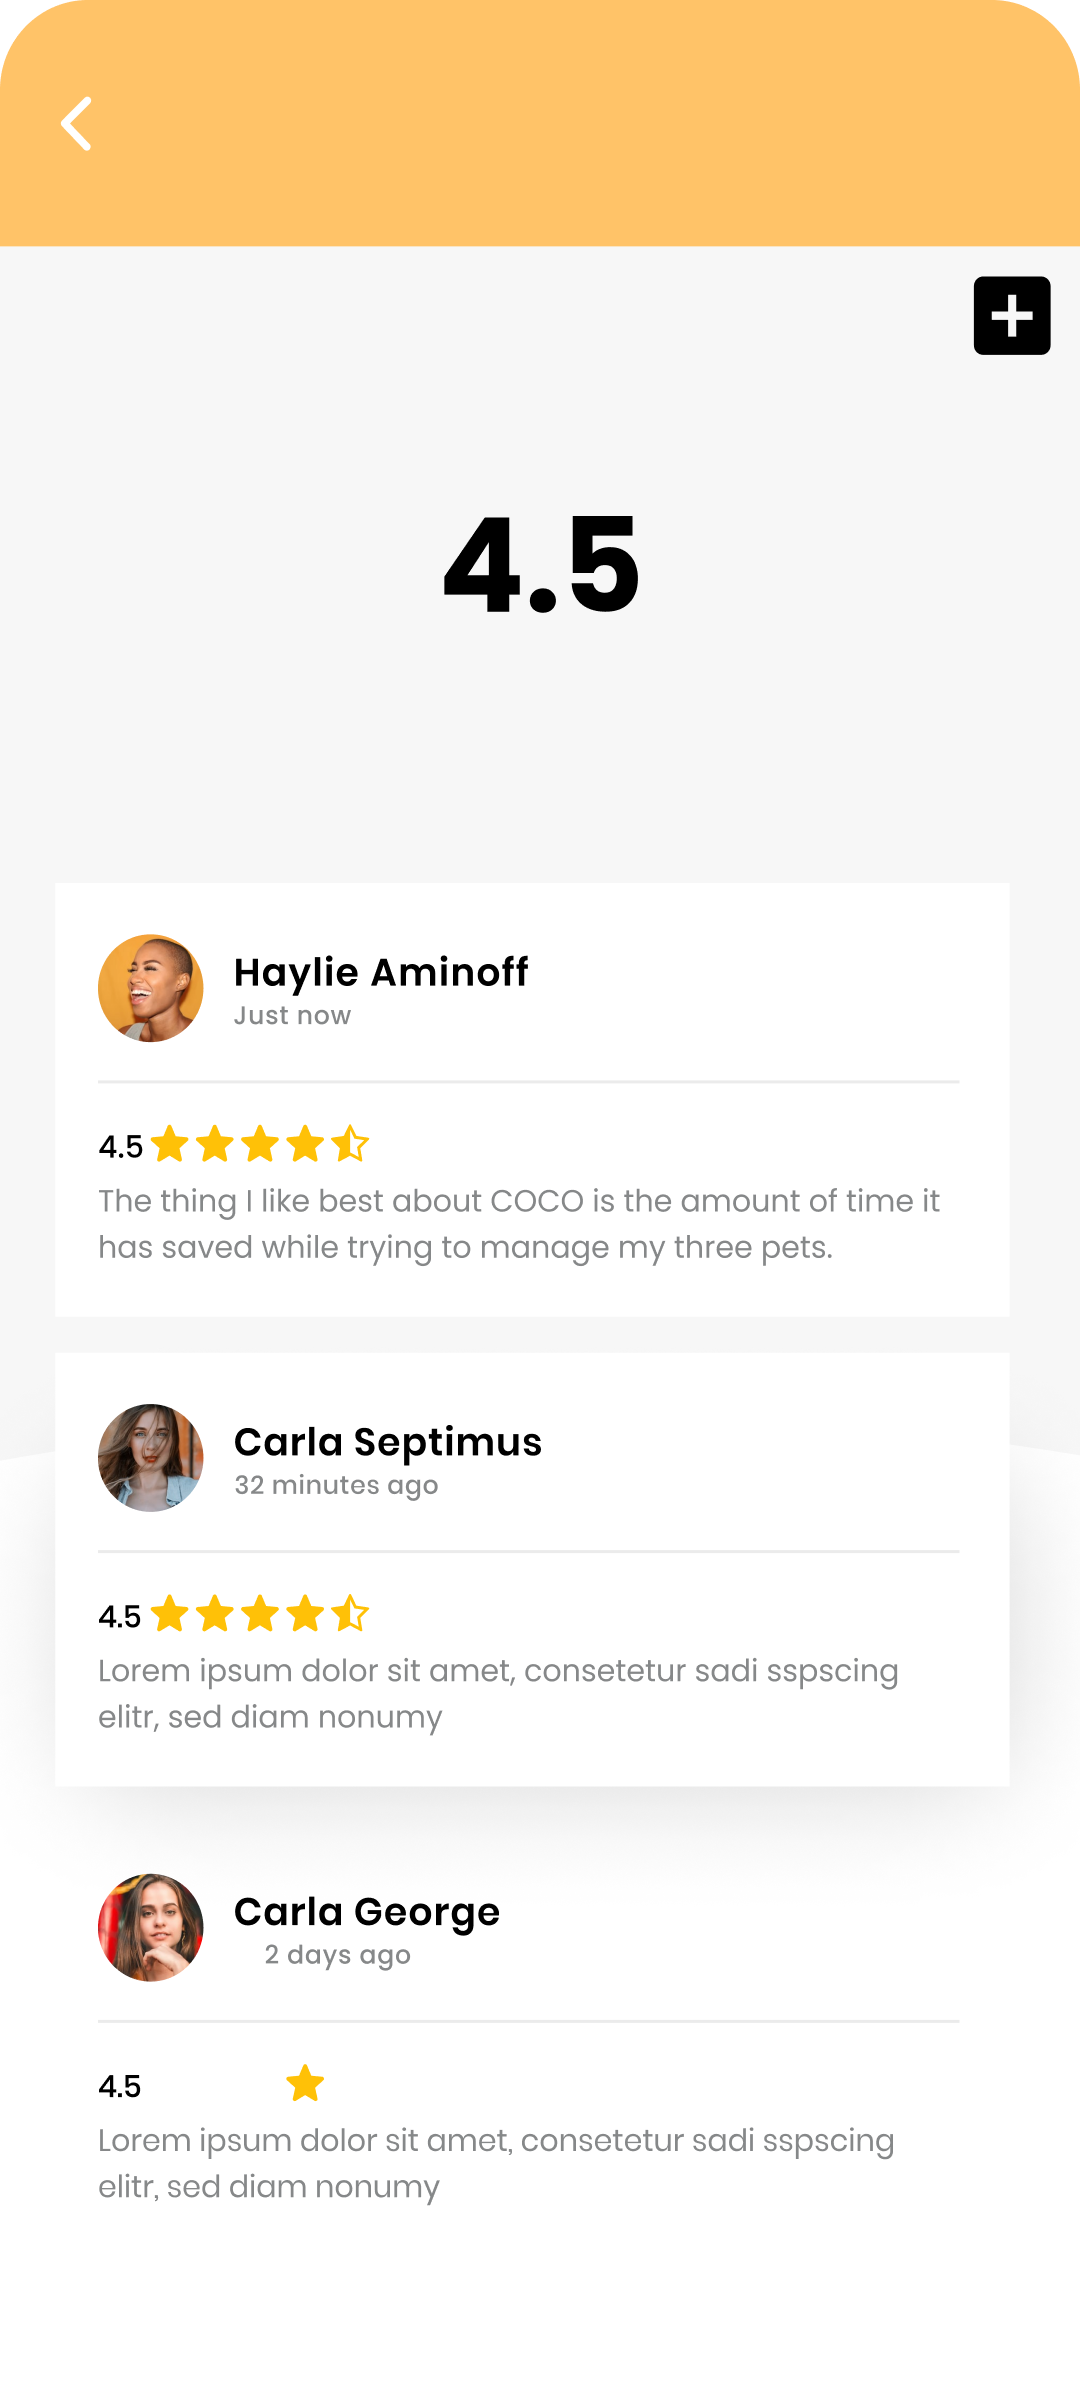 4.5
Haylie Aminoff
Just now
4.5
The thing I like best about COCO is the amount of time it
has saved while trying to manage my three pets.
Carla Septimus
32 minutes ago
4.5
Lorem ipsum dolor sit amet, consetetur sadi sspscing
elitr, sed diam nonumy
Carla George
2 days ago
4.5
Lorem ipsum dolor sit amet, consetetur sadi sspscing
elitr, sed diam nonumy